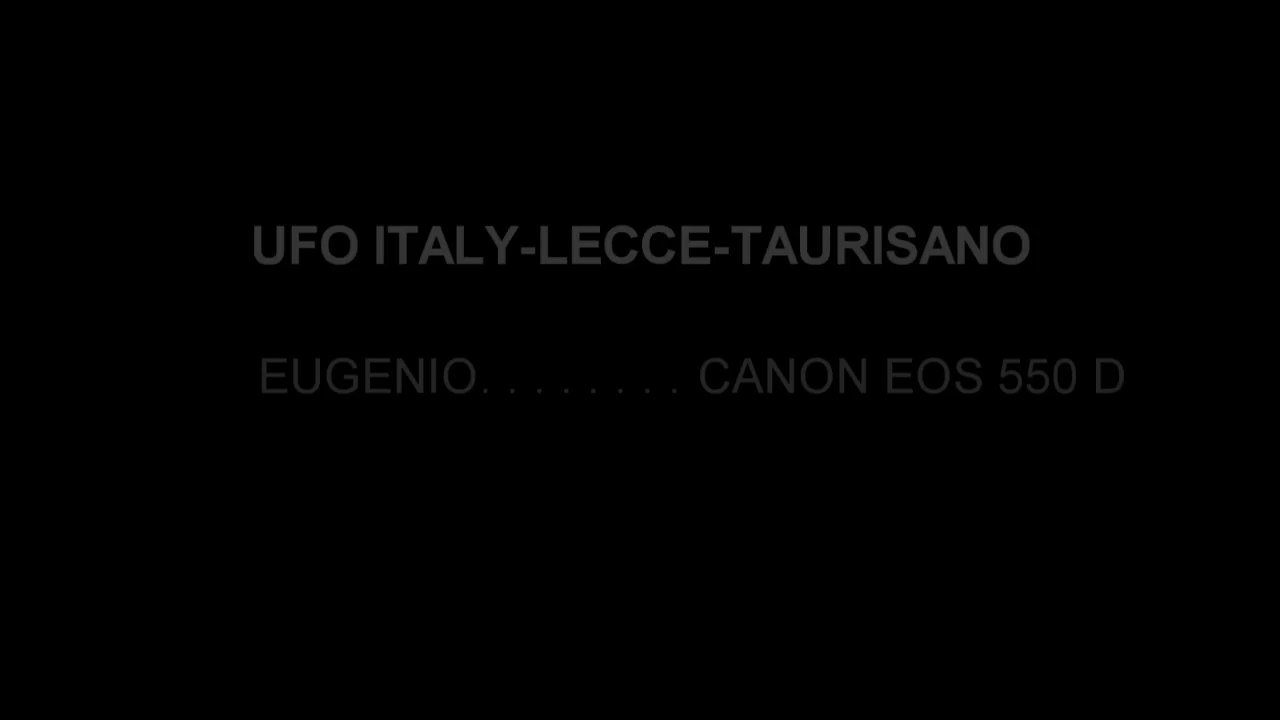 UFO ITALY-LECCE-TAURISANO
EUGENIO. . . . . . . . CANON EOS 550 D